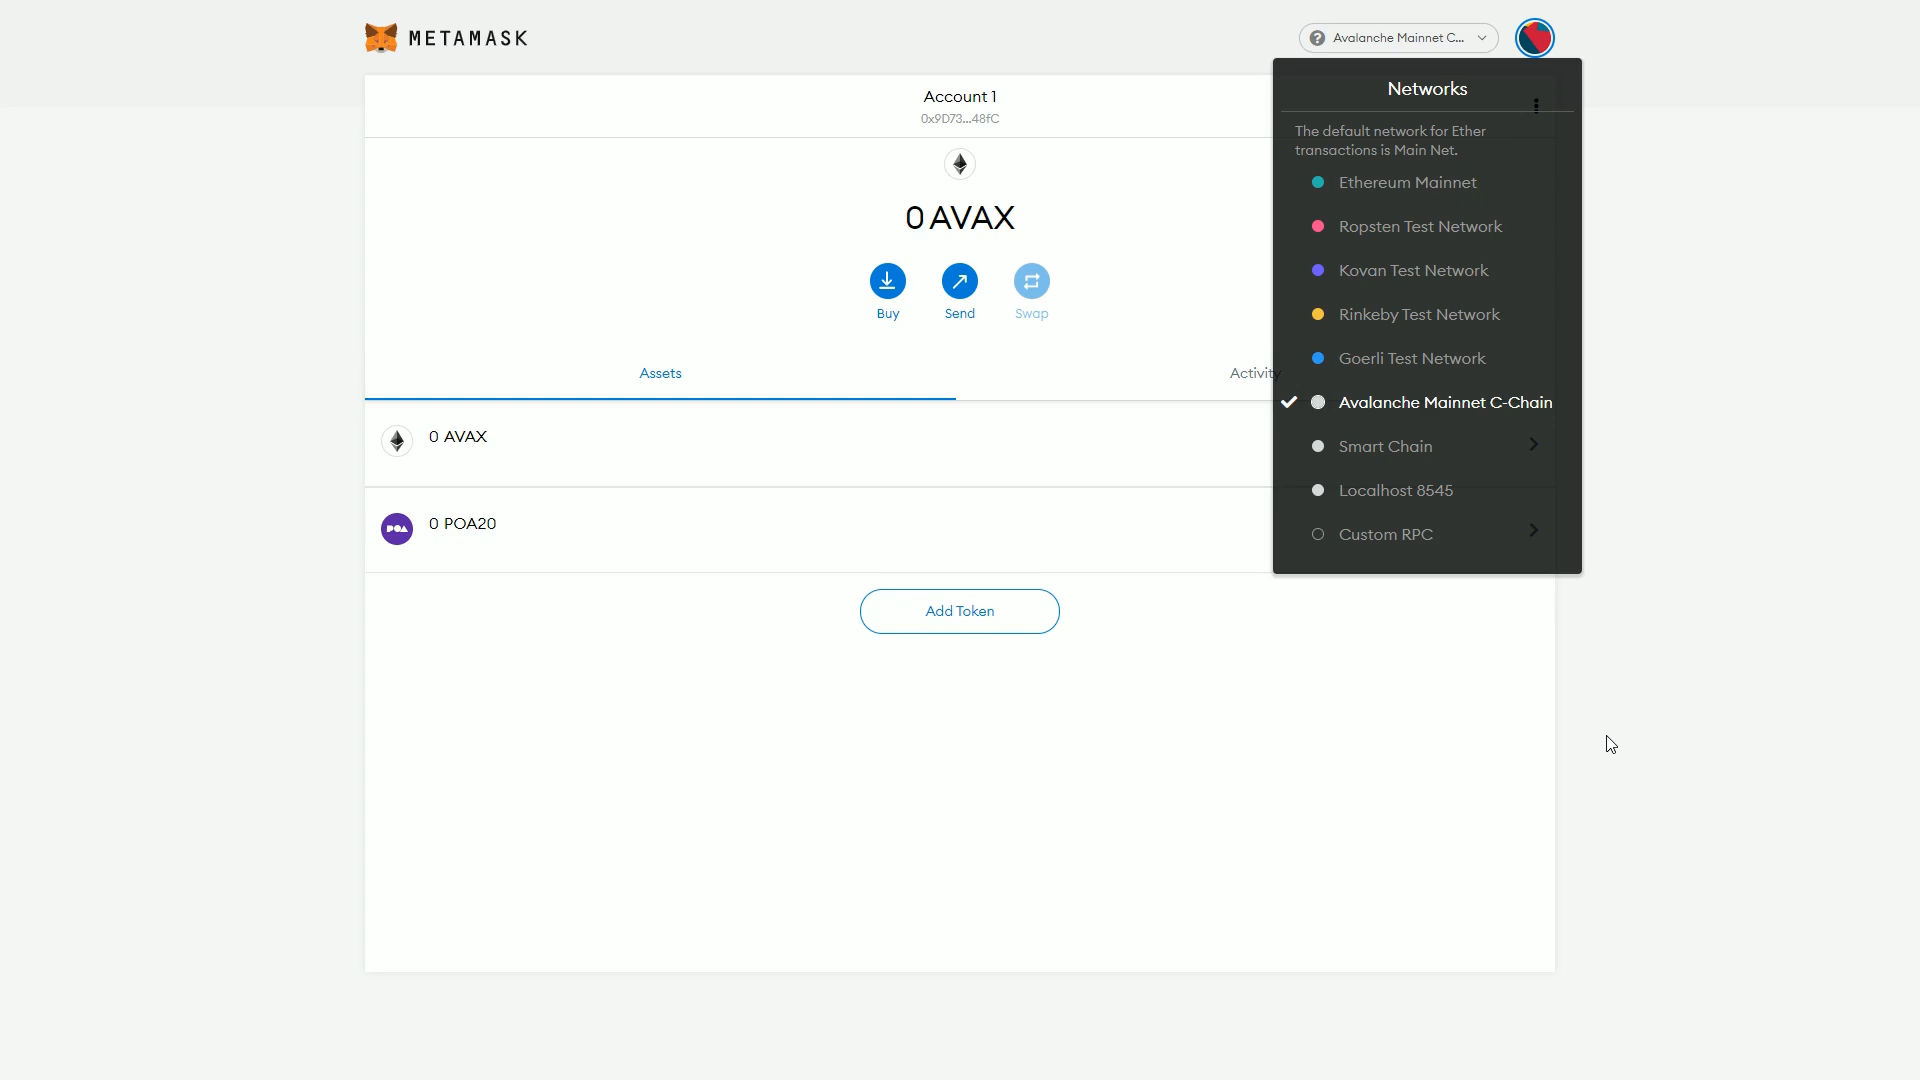 METAMASK
Avalanche Mainnet C...
Account 1
0x9D73...48fC
0 AVAX
Buy
Send
Swap
Assets
Activity
0 AVAX
POA
0 POA20
Add Token
Networks
The default network for Ether
transactions is Main Net.
Ethereum Mainnet
Ropsten Test Network
Kovan Test Network
Rinkeby Test Network
Goerli Test Network
Avalanche Mainnet C-Chain
Smart Chain
Localhost 8545
Custom RPC